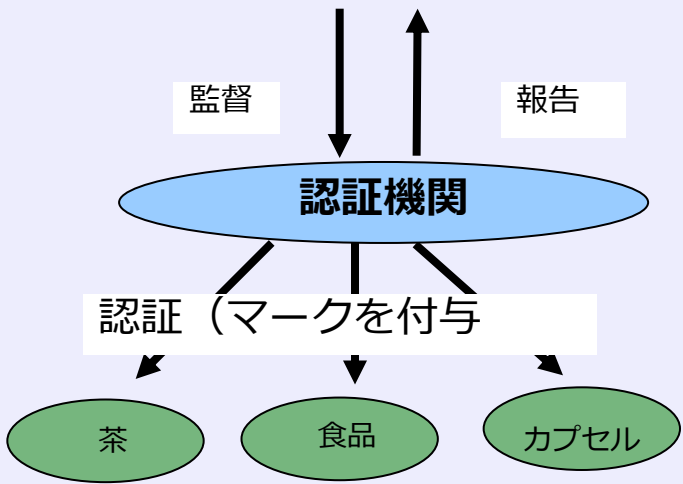 監督
報告
認証機関
認証（マークを付与
茶
食品
カプセル